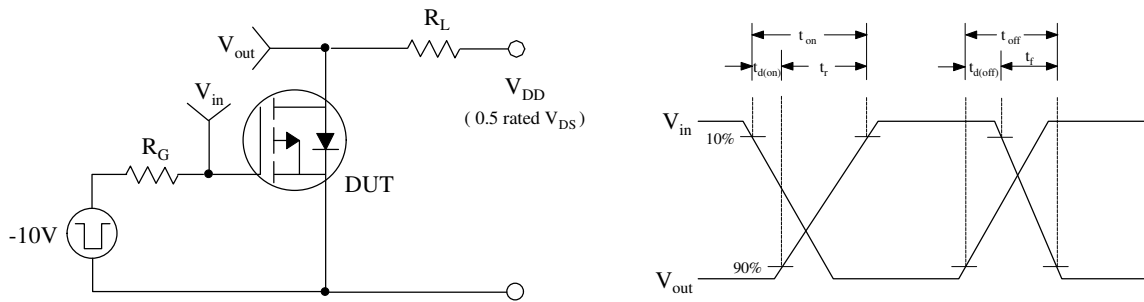 V_out
R_L
V_DD
( 0.5 rated V_DS )
V_in
R_G
DUT
-10V
t_on
t_off
t_d(on)
t_r
t_d(off)
t_f
V_in
10%
90%
V_out